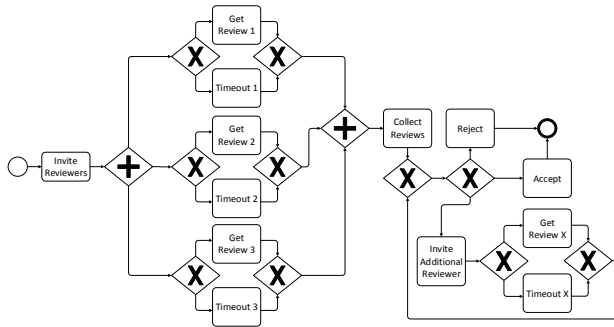 Invite
Reviewers
Get
Review 1
X
X
Timeout 1
Get
Review 2
X
X
Timeout 2
Get
Review 3
X
X
Timeout 3
Collect
Reviews
X
X
Reject
Accept
Invite
Additional
Reviewer
X
Get
Review X
Timeout X
X